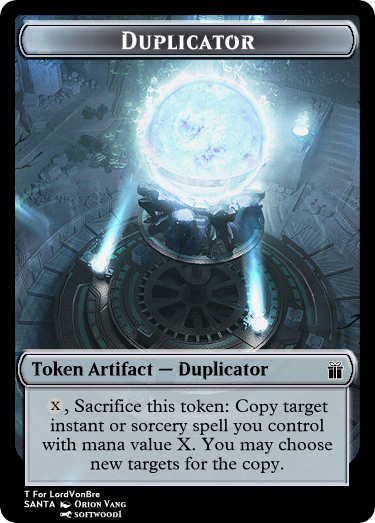 Duplicator
Token Artifact — Duplicator
X, Sacrifice this token: Copy target
instant or sorcery spell you control
with mana value X. You may choose
new targets for the copy.
T For LordVonBre
SANTA Orion Vang
softwood1